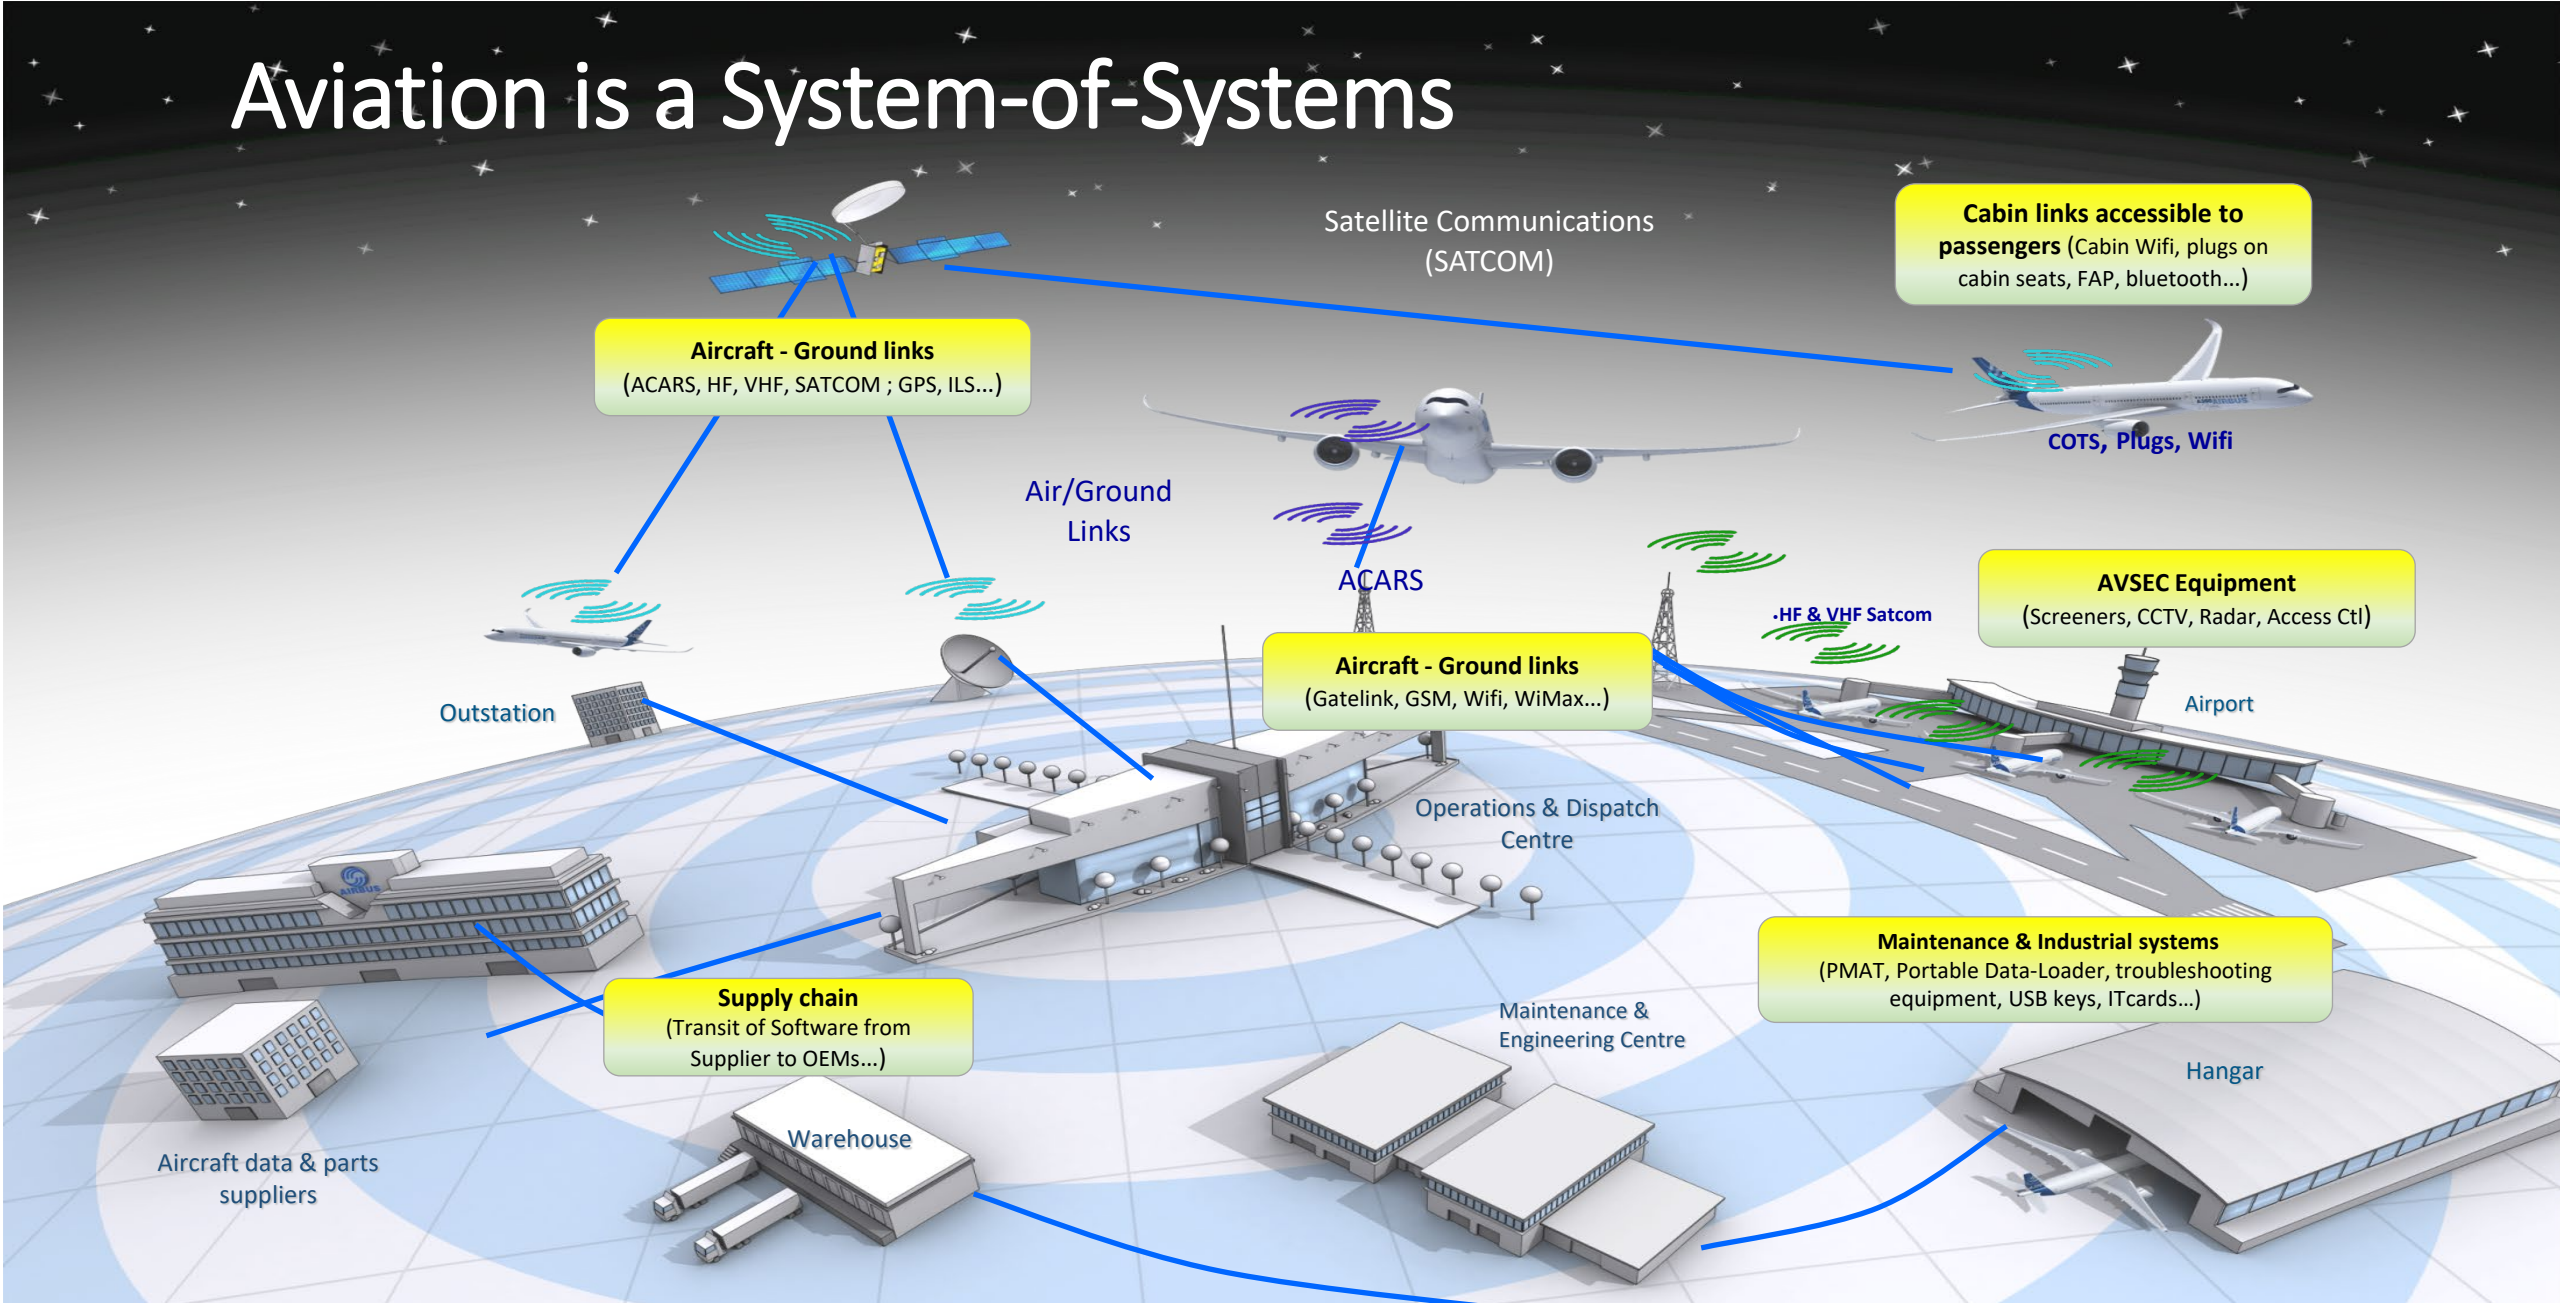 Aviation is a System-of-Systems
Satellite Communications
(SATCOM)
Cabin links accessible to
passengers (Cabin Wifi, plugs on
cabin seats, FAP, bluetooth...)
Aircraft - Ground links
(ACARS, HF, VHF, SATCOM ; GPS, ILS...)
AIRBUS
COTS, Plugs, Wifi
Air/Ground
Links
ACARS
•HF & VHF Satcom
AVSEC Equipment
(Screeners, CCTV, Radar, Access Ctl)
Aircraft - Ground links
(Gatelink, GSM, Wifi, WiMax...)
Outstation
Airport
Operations & Dispatch
Centre
AIRBUS
Maintenance & Industrial systems
(PMAT, Portable Data-Loader, troubleshooting
equipment, USB keys, ITcards...)
Supply chain
(Transit of Software from
Supplier to OEMs...)
Maintenance &
Engineering Centre
Hangar
Warehouse
Aircraft data & parts
suppliers